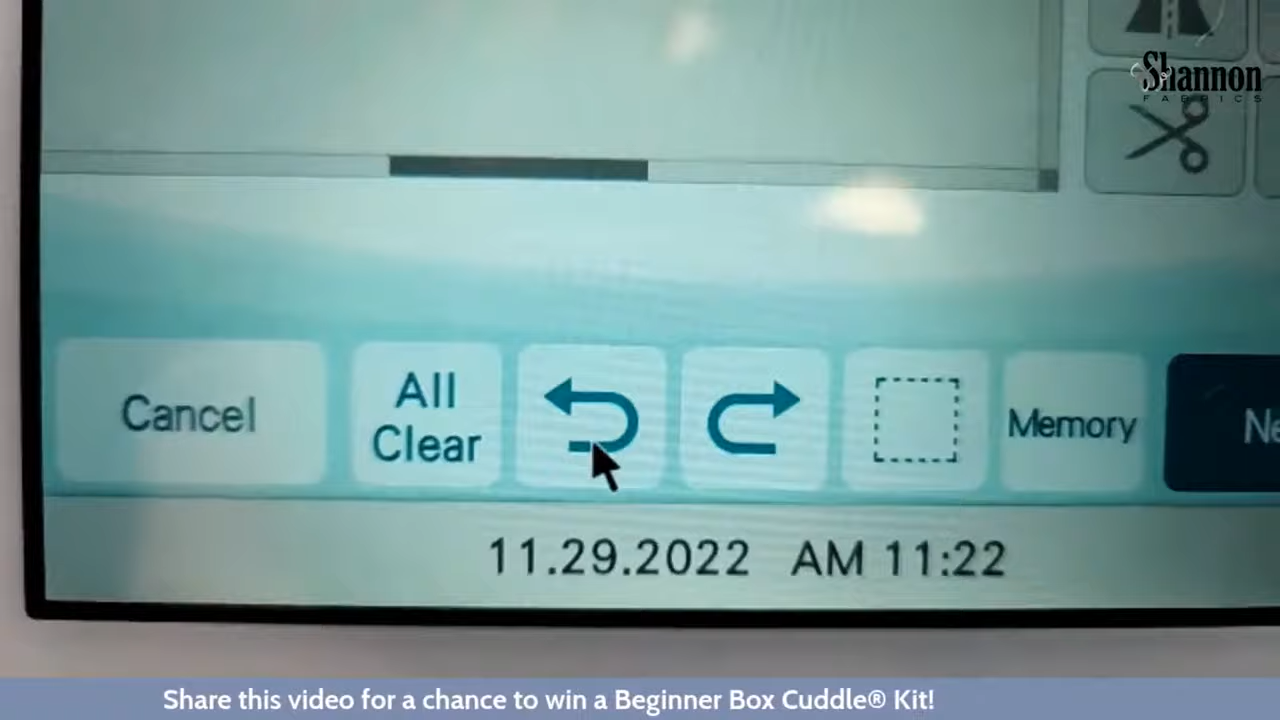 Shannon
FABRICS
Cancel
All
Clear
Memory
11.29.2022 AM 11:22
Share this video for a chance to win a Beginner Box Cuddle® Kit!